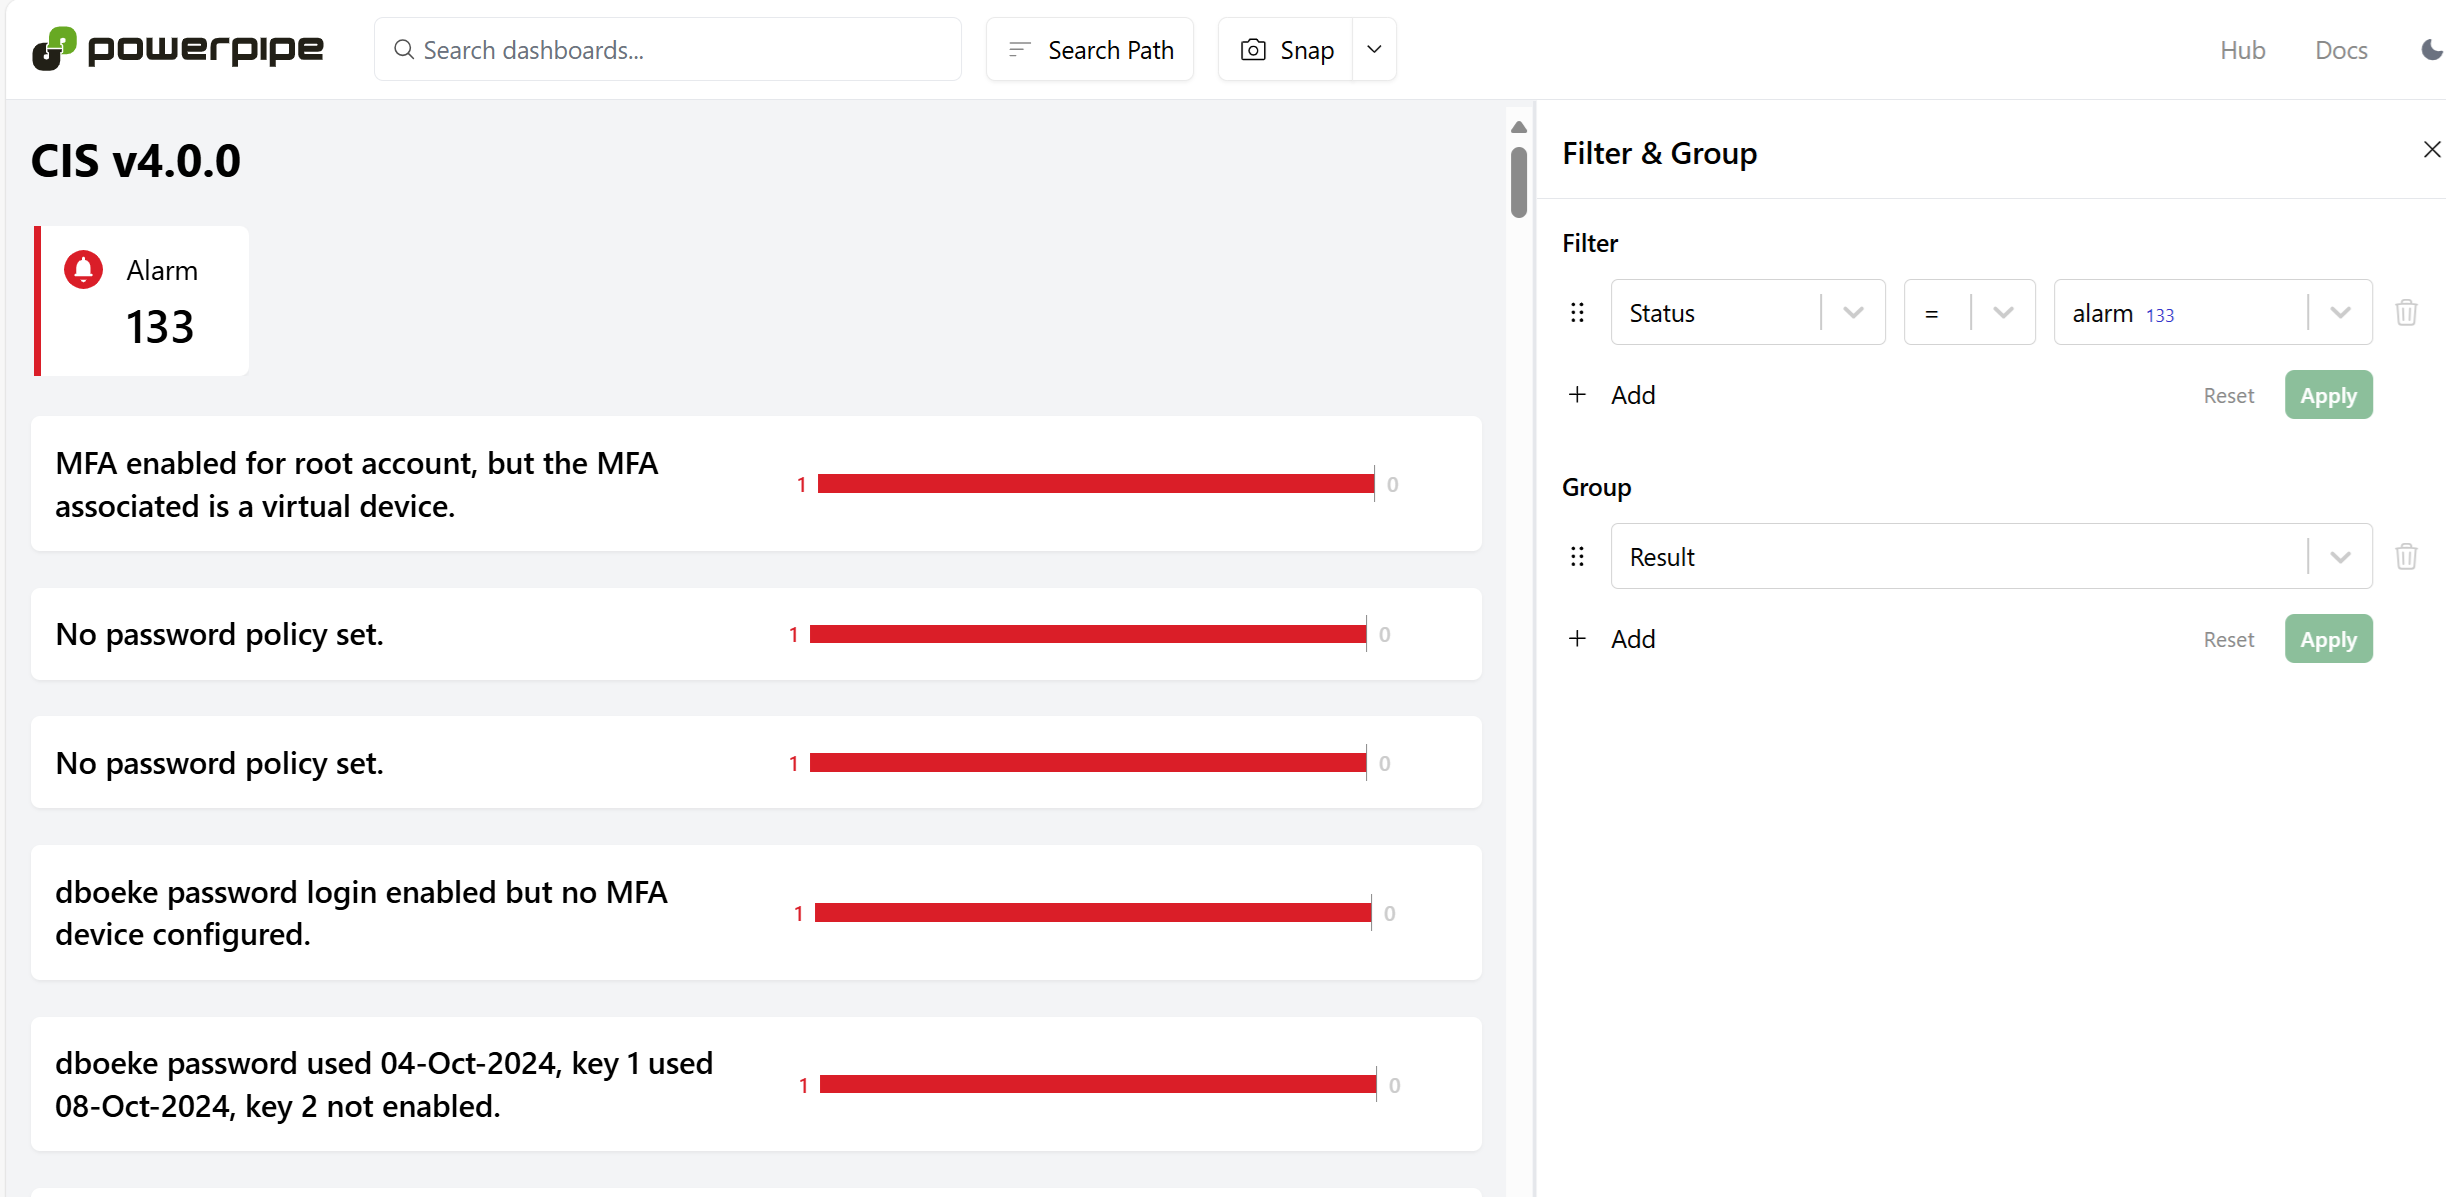 powerpipe
Search dashboards...
Search Path
Snap
Hub
Docs
CIS v4.0.0
Alarm
133
MFA enabled for root account, but the MFA
associated is a virtual device.
1
0
No password policy set.
1
0
No password policy set.
1
0
dboeke password login enabled but no MFA
device configured.
1
0
dboeke password used 04-Oct-2024, key 1 used
08-Oct-2024, key 2 not enabled.
1
0
Filter & Group
Filter
Status
=
alarm 133
Add
Reset
Apply
Group
Result
Add
Reset
Apply